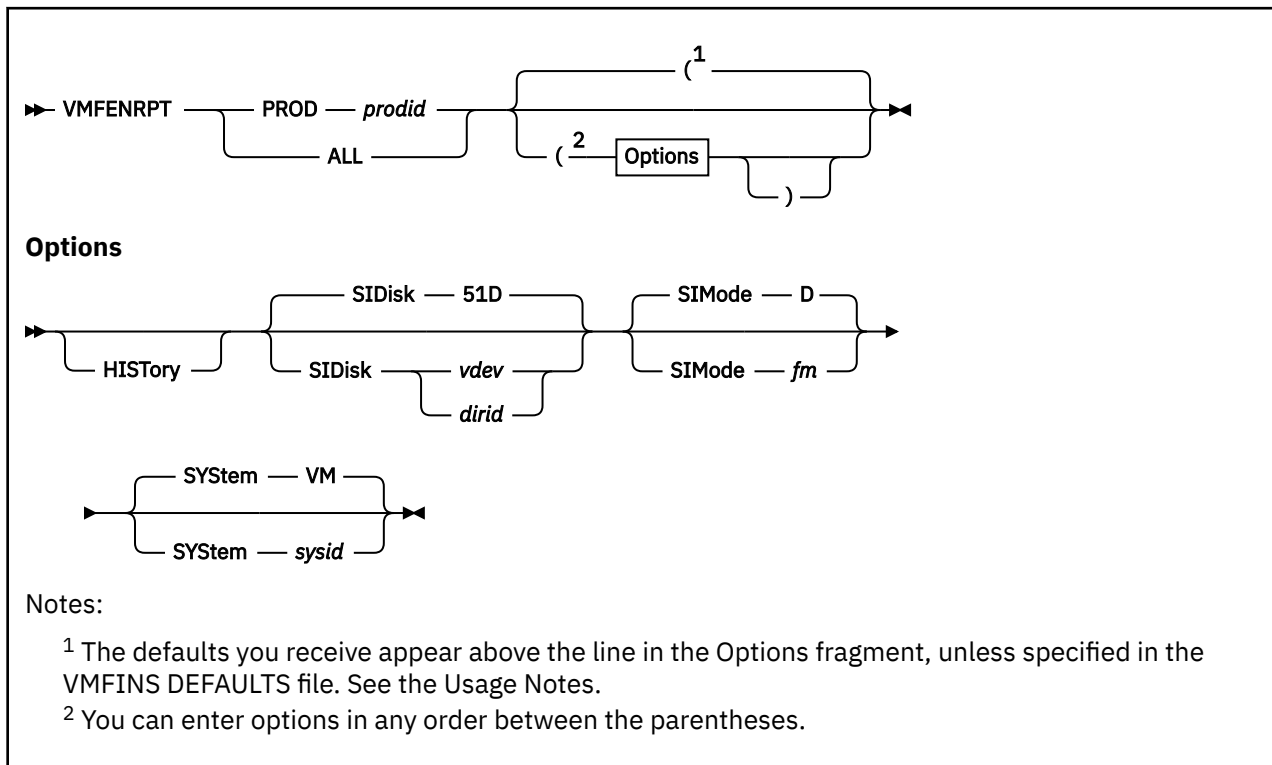 ( 1
VMFENRPT PROD prodid
ALL ( 2 Options
)
Options
SIDisk 51D SIMode D
HISTory SIDisk vdev SIMode fm
dirid
SYStem VM
SYStem sysid
Notes:
1 The defaults you receive appear above the line in the Options fragment, unless specified in the
VMFINS DEFAULTS file. See the Usage Notes.
2 You can enter options in any order between the parentheses.